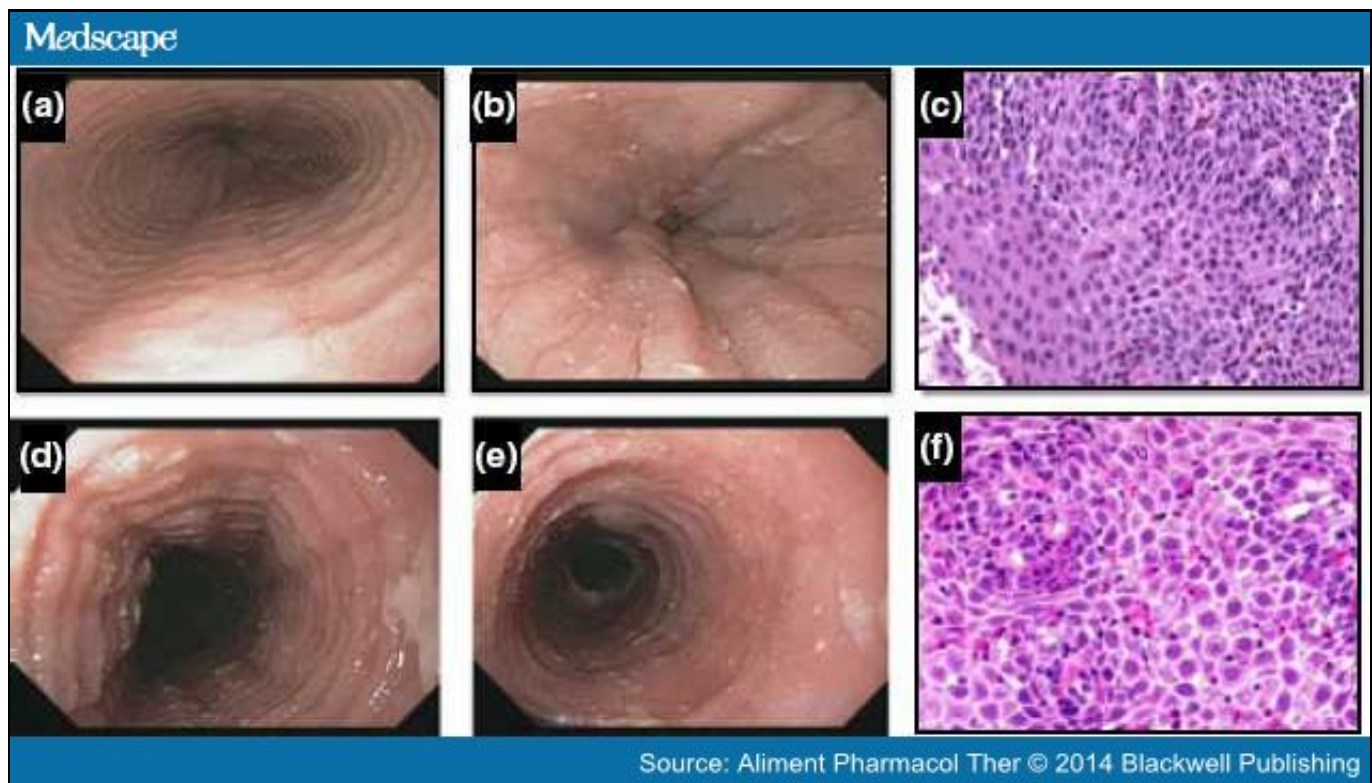 Medscape
(a)
(b)
(c)
(d)
(e)
(f)
Source: Aliment Pharmacol Ther © 2014 Blackwell Publishing